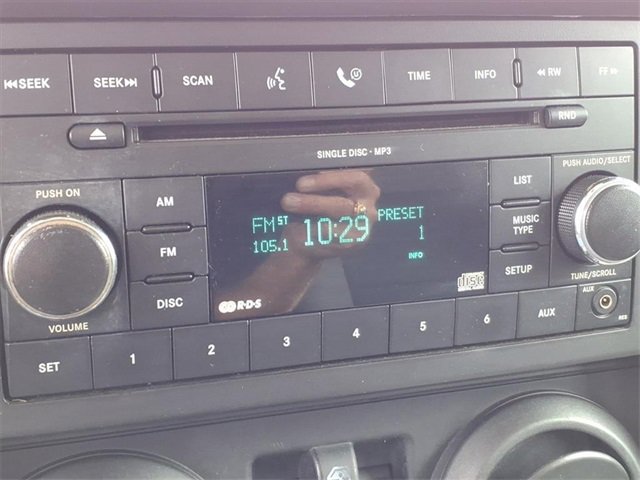 SEEK SEEK SCAN TIME INFO RW FF
RND
SINGLE DISC - MP3
PUSH ON
PUSH AUDIO/SELECT
AM
LIST
FM ST 10:29 PRESET
105.1 1
INFO
FM
MUSIC TYPE
DISC
SETUP
R·D·S
disc
VOLUME
TUNE/SCROLL
AUX
SET 1 2 3 4 5 6 AUX